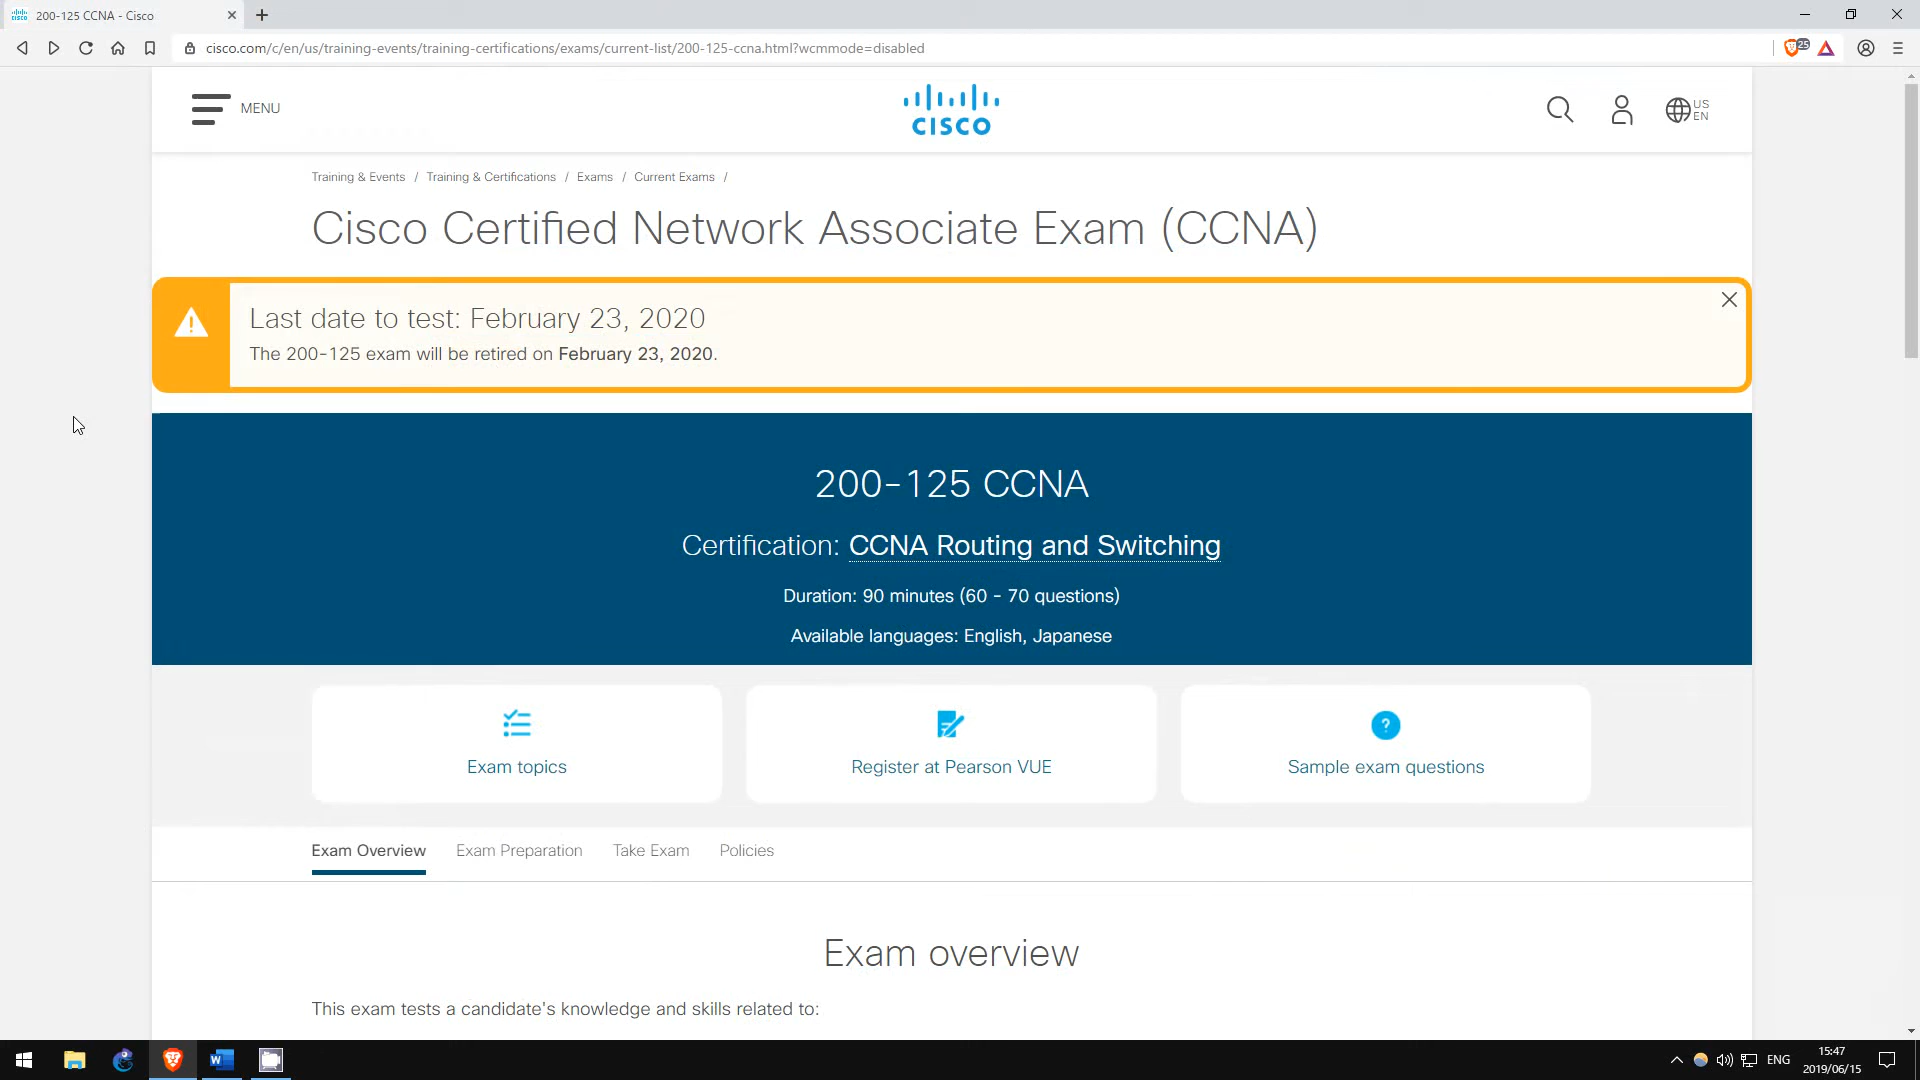 200-125 CCNA - Cisco
cisco.com/c/en/us/training-events/training-certifications/exams/current-list/200-125-ccna.html?wcmmode=disabled
25
MENU
CISCO
US
EN
Training & Events / Training & Certifications / Exams / Current Exams /
Cisco Certified Network Associate Exam (CCNA)
Last date to test: February 23, 2020
The 200-125 exam will be retired on February 23, 2020.
200-125 CCNA
Certification: CCNA Routing and Switching
Duration: 90 minutes (60 - 70 questions)
Available languages: English, Japanese
Exam topics
Register at Pearson VUE
Sample exam questions
Exam Overview Exam Preparation Take Exam Policies
Exam overview
This exam tests a candidate's knowledge and skills related to:
ENG
15:47
2019/06/15